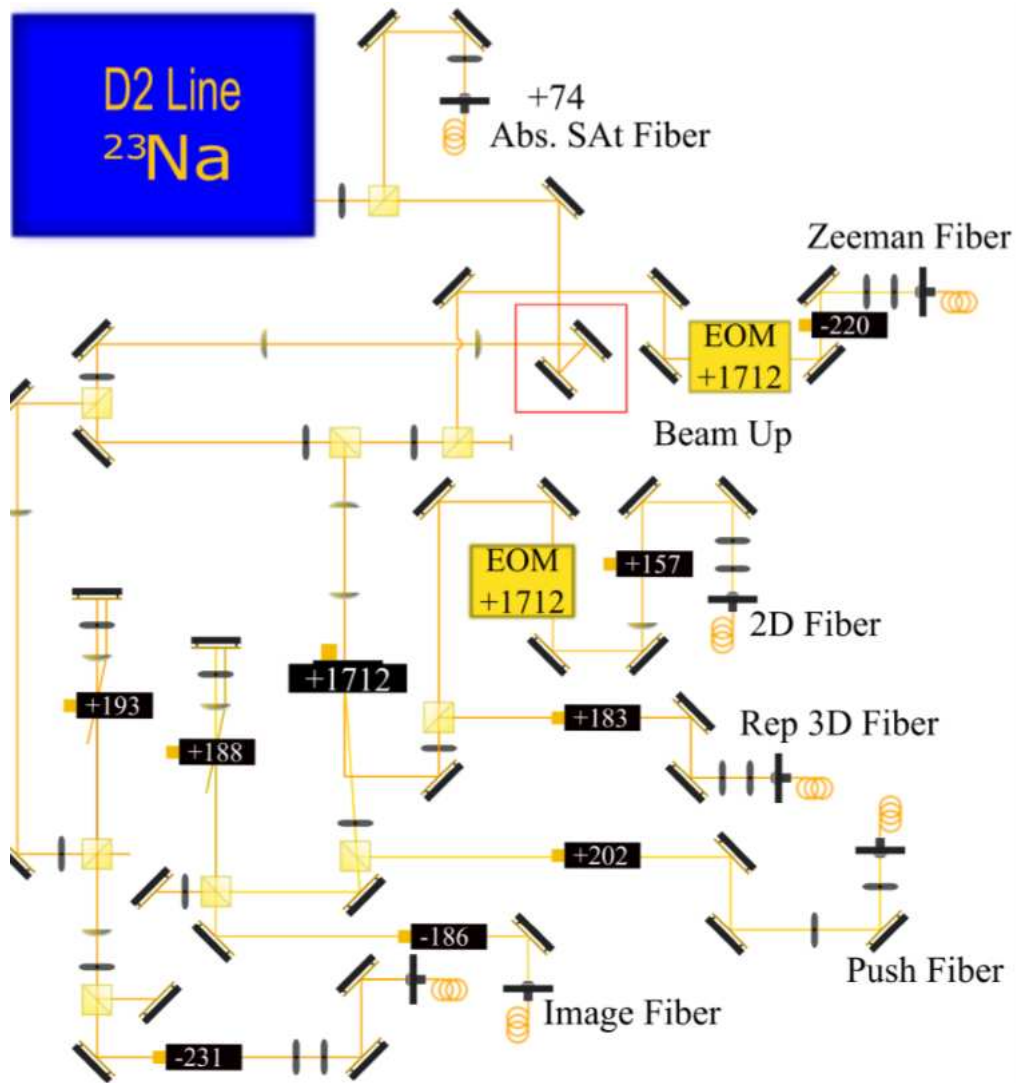 D2 Line
²³Na
+74
Abs. SAt Fiber
Zeeman Fiber
-220
EOM
+1712
Beam Up
EOM
+1712
+157
2D Fiber
+1712
+193
+183
Rep 3D Fiber
+188
+202
-186
Push Fiber
Image Fiber
-231